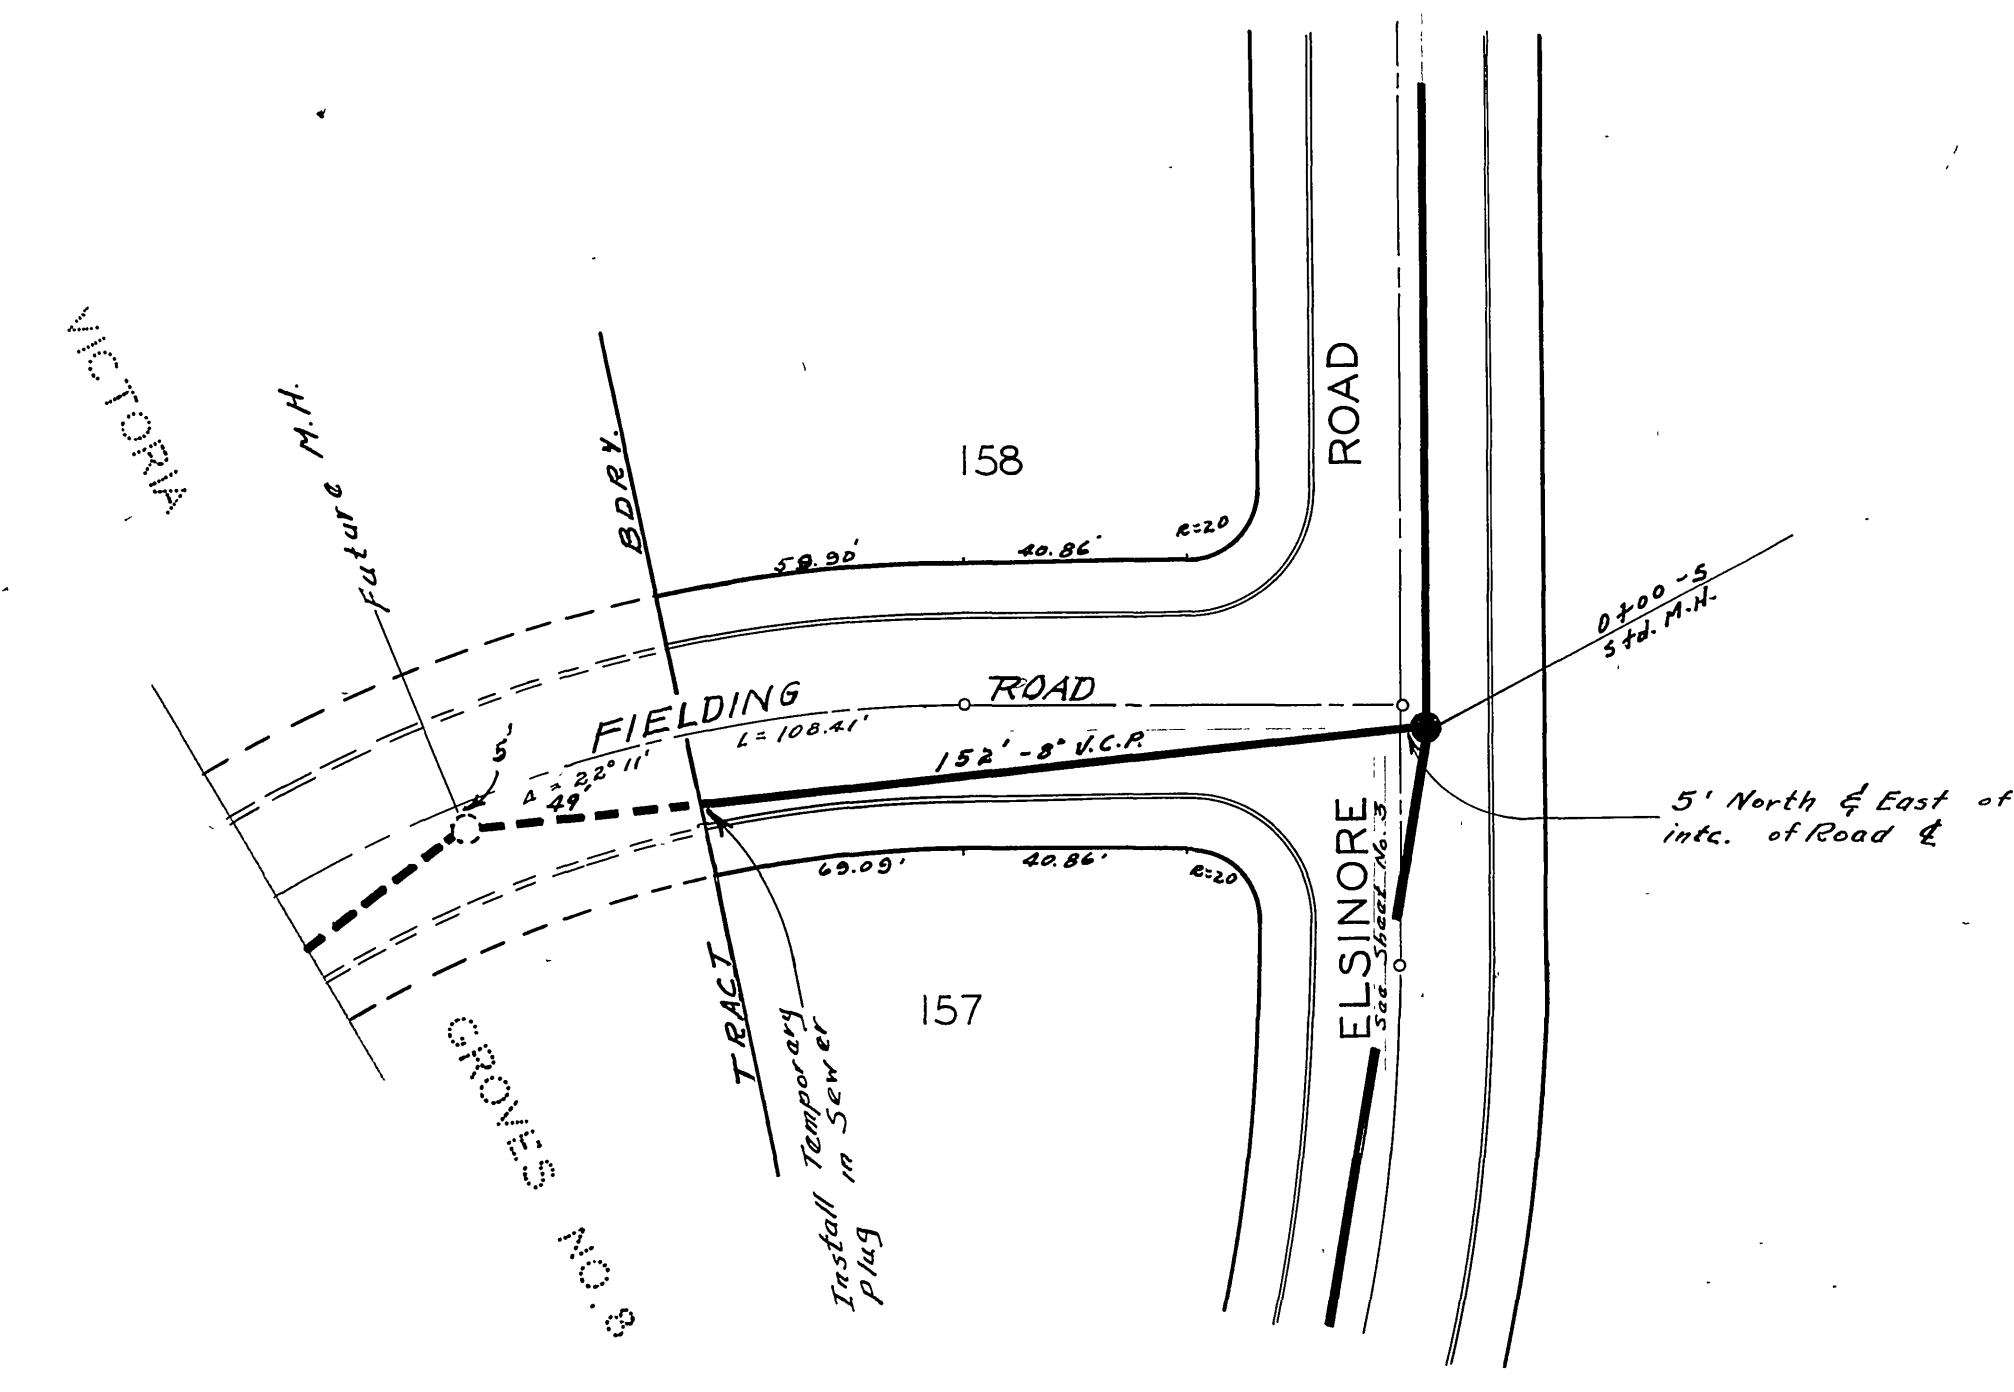 VICTORIA
GROVES NO. 8
Future M.H.
TRACT BDRY.
158
ROAD
R=20
40.86'
0+00-S
Std. M.H.
FIELDING ROAD
L = 108.41'
Δ = 22° 11'
5'
49'
152' - 8" V.C.P.
5' North & East of
intc. of Road ℄
69.09'
40.86'
R=20
ELSINORE
See Sheet No. 3
157
Install Temporary
Plug in Sewer